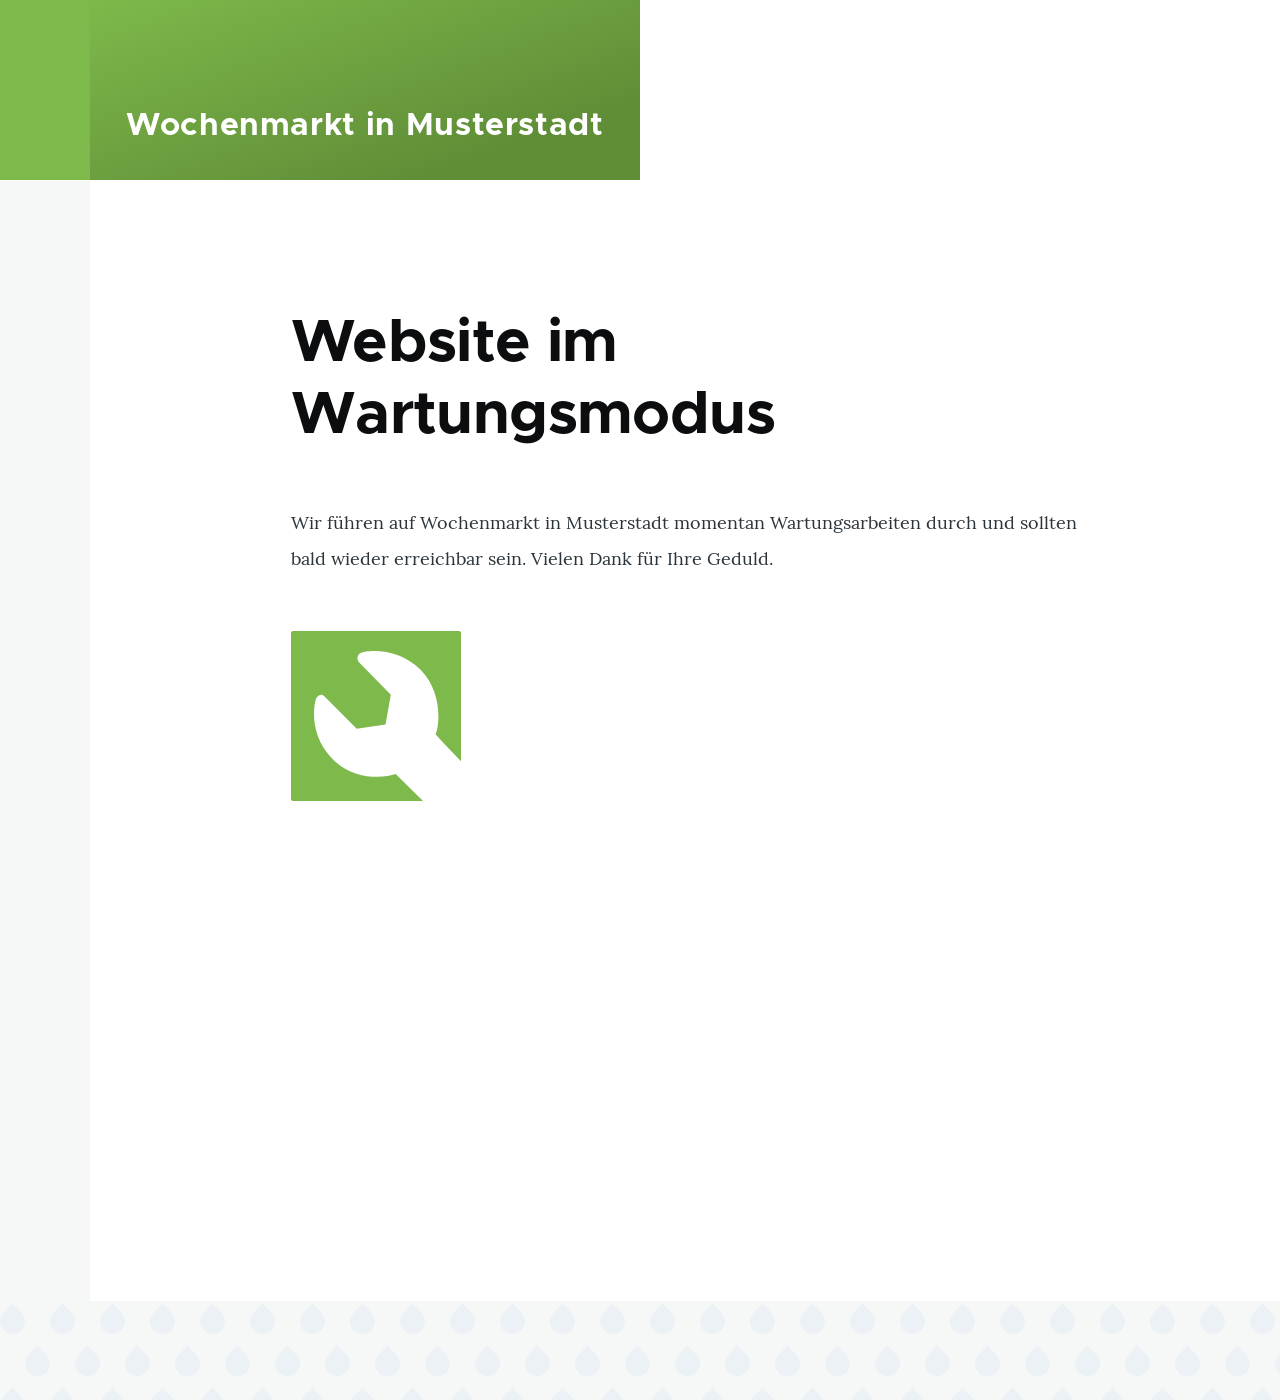 Wochenmarkt in Musterstadt
Website im
Wartungsmodus
Wir führen auf Wochenmarkt in Musterstadt momentan Wartungsarbeiten durch und sollten
bald wieder erreichbar sein. Vielen Dank für Ihre Geduld.